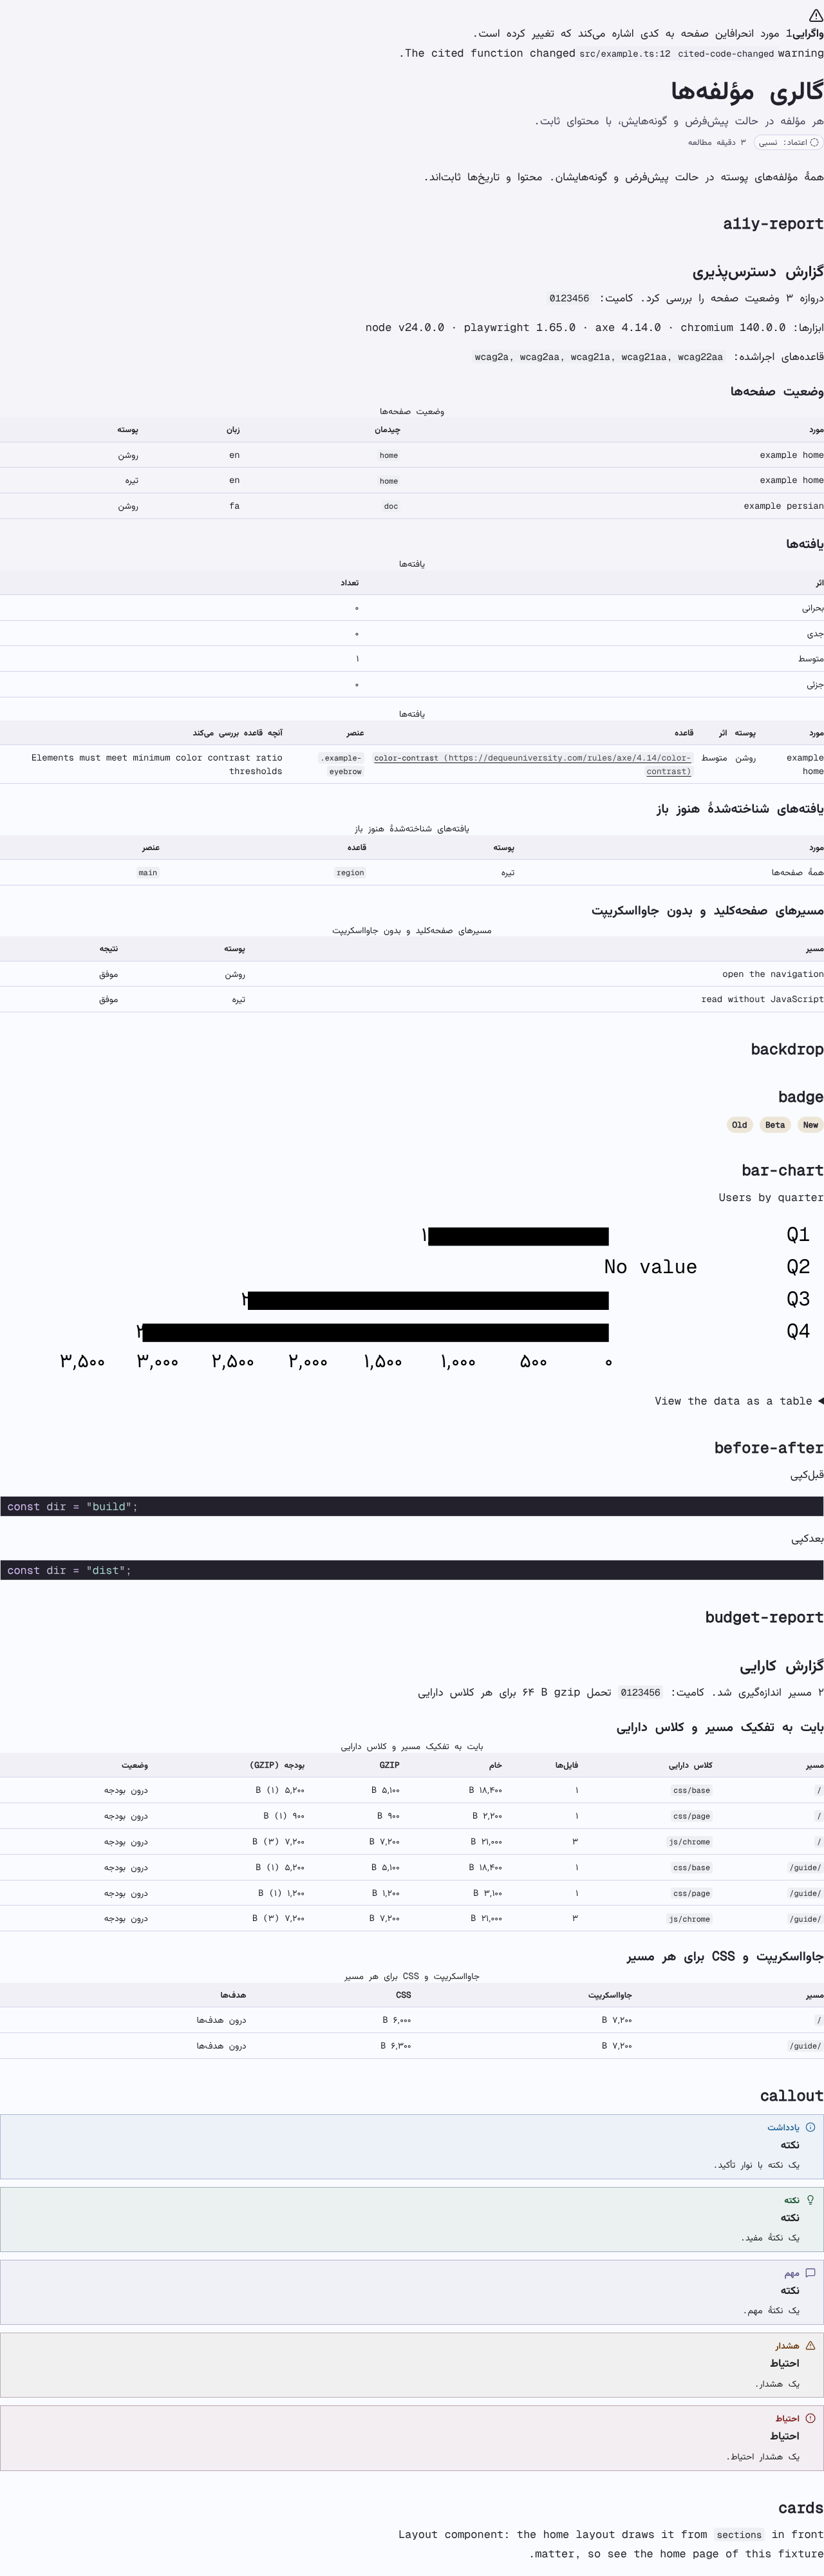 واگرایی1 مورد انحرافاین صفحه به کدی اشاره می‌کند که تغییر کرده است.
warning cited-code-changed src/example.ts:12 The cited function changed.
گالری مؤلفه‌ها
هر مؤلفه در حالت پیش‌فرض و گونه‌هایش، با محتوای ثابت.
اعتماد: نسبی ۳ دقیقه مطالعه
همهٔ مؤلفه‌های پوسته در حالت پیش‌فرض و گونه‌هایشان. محتوا و تاریخ‌ها ثابت‌اند.
a11y-report
گزارش دسترس‌پذیری
دروازه ۳ وضعیت صفحه را بررسی کرد. کامیت: 0123456
ابزارها: node v24.0.0 · playwright 1.65.0 · axe 4.14.0 · chromium 140.0.0
قاعده‌های اجراشده: wcag2a, wcag2aa, wcag21a, wcag21aa, wcag22aa
وضعیت صفحه‌ها
وضعیت صفحه‌ها
مورد چیدمان زبان پوسته
example home home en روشن
example home home en تیره
example persian doc fa روشن
یافته‌ها
یافته‌ها
اثر تعداد
بحرانی ۰
جدی ۰
متوسط ۱
جزئی ۰
یافته‌ها
مورد پوسته اثر قاعده عنصر آنچه قاعده بررسی می‌کند
example home روشن متوسط color-contrast (https://dequeuniversity.com/rules/axe/4.14/color-contrast) .example-eyebrow Elements must meet minimum color contrast ratio thresholds
یافته‌های شناخته‌شدهٔ هنوز باز
یافته‌های شناخته‌شدهٔ هنوز باز
مورد پوسته قاعده عنصر
همهٔ صفحه‌ها تیره region main
مسیرهای صفحه‌کلید و بدون جاوااسکریپت
مسیرهای صفحه‌کلید و بدون جاوااسکریپت
مسیر پوسته نتیجه
open the navigation روشن موفق
read without JavaScript تیره موفق
backdrop
badge
New Beta Old
bar-chart
Users by quarter
Q1 ۱
Q2 No value
Q3
Q4
۰ ۵۰۰ ۱,۰۰۰ ۱,۵۰۰ ۲,۰۰۰ ۲,۵۰۰ ۳,۰۰۰ ۳,۵۰۰
View the data as a table
before-after
قبل‌کپی
const dir = "build";
بعدکپی
const dir = "dist";
budget-report
گزارش کارایی
۲ مسیر اندازه‌گیری شد. کامیت: 0123456 تحمل ۶۴ B gzip برای هر کلاس دارایی
بایت به تفکیک مسیر و کلاس دارایی
بایت به تفکیک مسیر و کلاس دارایی
مسیر کلاس دارایی فایل‌ها خام GZIP بودجه (GZIP) وضعیت
/ css/base ۱ ۱۸,۴۰۰ B ۵,۱۰۰ B ۵,۲۰۰ B (۱) درون بودجه
/ css/page ۱ ۲,۲۰۰ B ۹۰۰ B ۹۰۰ B (۱) درون بودجه
/ js/chrome ۳ ۲۱,۰۰۰ B ۷,۲۰۰ B ۷,۲۰۰ B (۳) درون بودجه
/guide/ css/base ۱ ۱۸,۴۰۰ B ۵,۱۰۰ B ۵,۲۰۰ B (۱) درون بودجه
/guide/ css/page ۱ ۳,۱۰۰ B ۱,۲۰۰ B ۱,۲۰۰ B (۱) درون بودجه
/guide/ js/chrome ۳ ۲۱,۰۰۰ B ۷,۲۰۰ B ۷,۲۰۰ B (۳) درون بودجه
جاوااسکریپت و CSS برای هر مسیر
جاوااسکریپت و CSS برای هر مسیر
مسیر جاوااسکریپت CSS هدف‌ها
/ ۷,۲۰۰ B ۶,۰۰۰ B درون هدف‌ها
/guide/ ۷,۲۰۰ B ۶,۳۰۰ B درون هدف‌ها
callout
یادداشت
نکته
یک نکته با نوار تأکید.
نکته
نکته
یک نکتهٔ مفید.
مهم
نکته
یک نکتهٔ مهم.
هشدار
احتیاط
یک هشدار.
احتیاط
احتیاط
یک هشدار احتیاط.
cards
Layout component: the home layout draws it from sections in front
matter, so see the home page of this fixture.